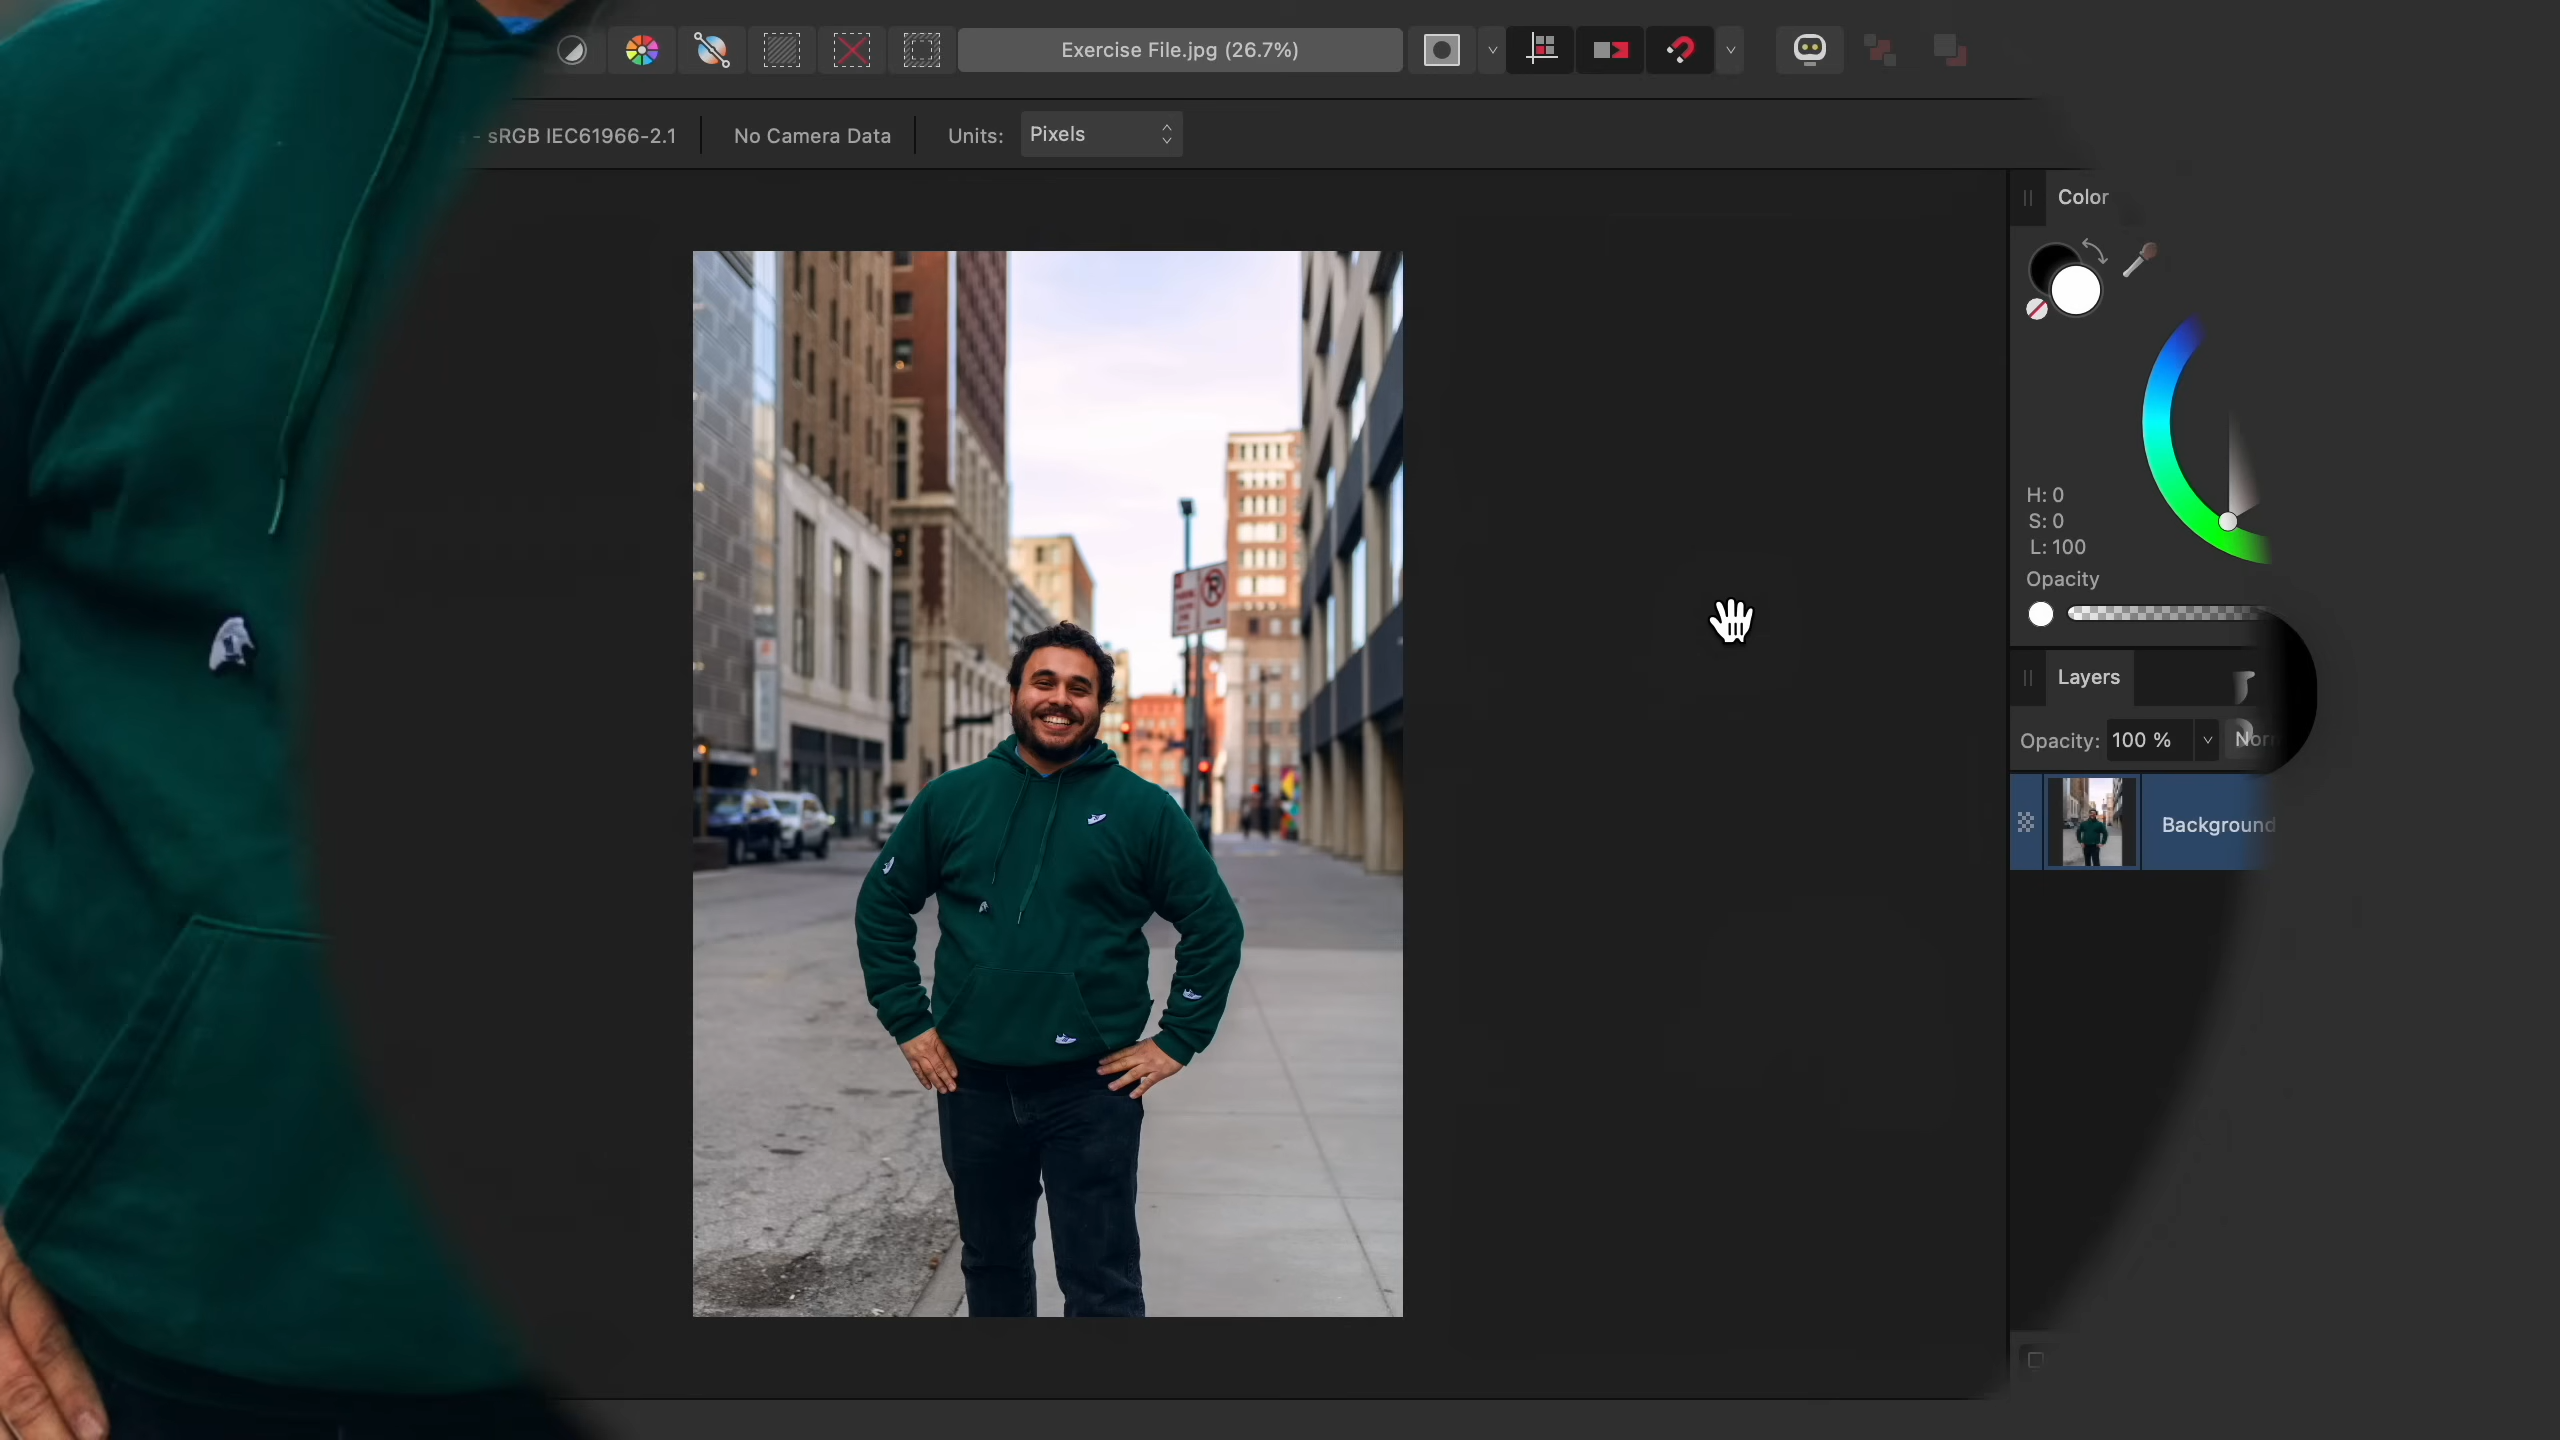 Exercise File.jpg (26.7%)
- sRGB IEC61966-2.1
No Camera Data
Units:
Pixels
Color
H: 0
S: 0
L: 100
Opacity
Layers
Opacity:
100 %
Background